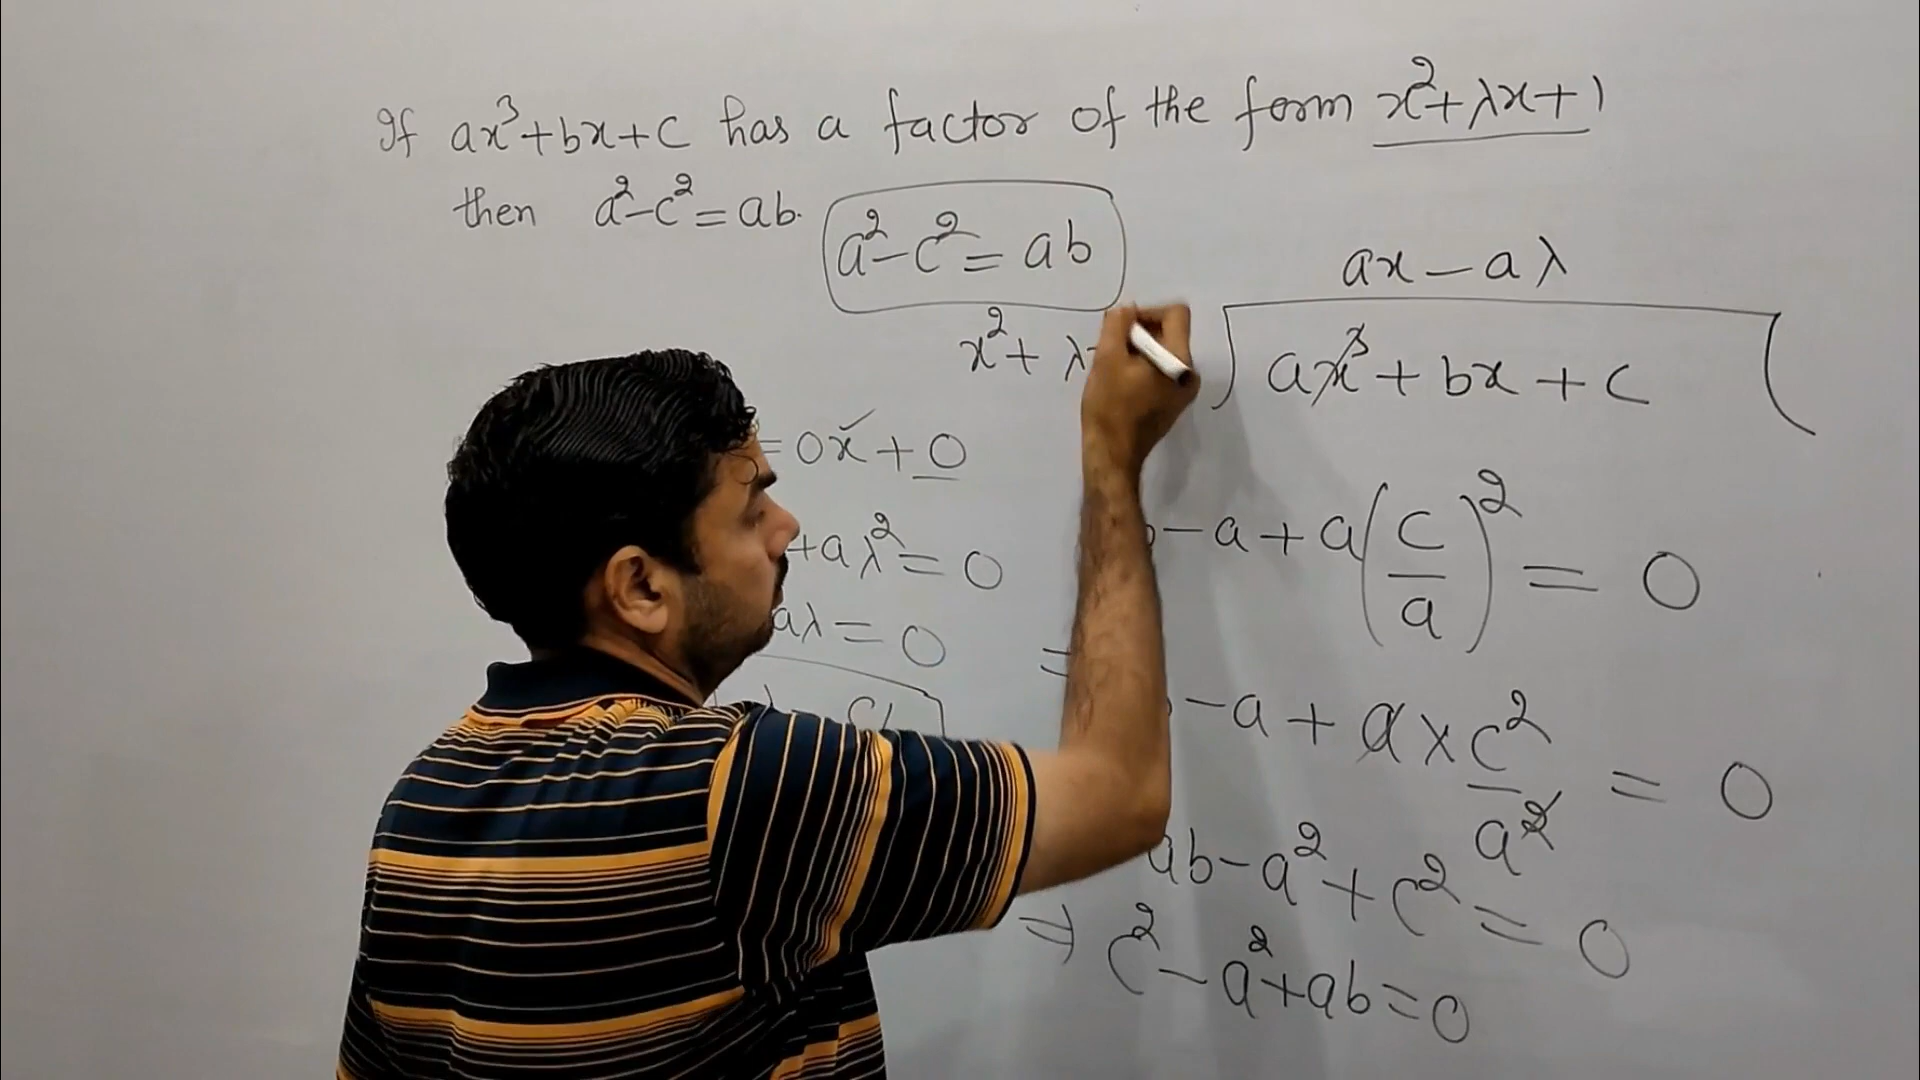 If ax³+bx+c has a factor of the form x²+λx+1
then a²-c²=ab.
a²-c²=ab
ax-aλ
x²+λ
ax³+bx+c
=0x+0
-a+a(c/a)²=0
+aλ²=0
aλ=0
-a+a×c²/a²=0
ab-a²+c²=0
⇒ c²-a²+ab=0